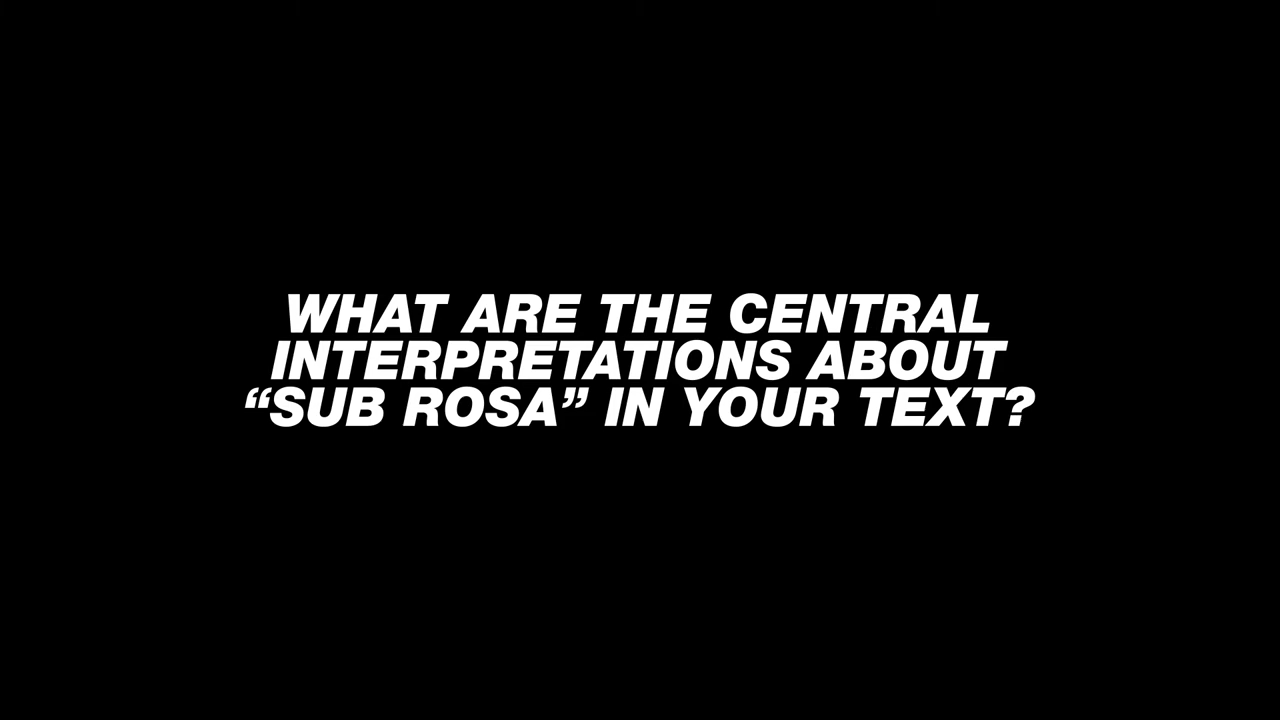 WHAT ARE THE CENTRAL
INTERPRETATIONS ABOUT
“SUB ROSA” IN YOUR TEXT?